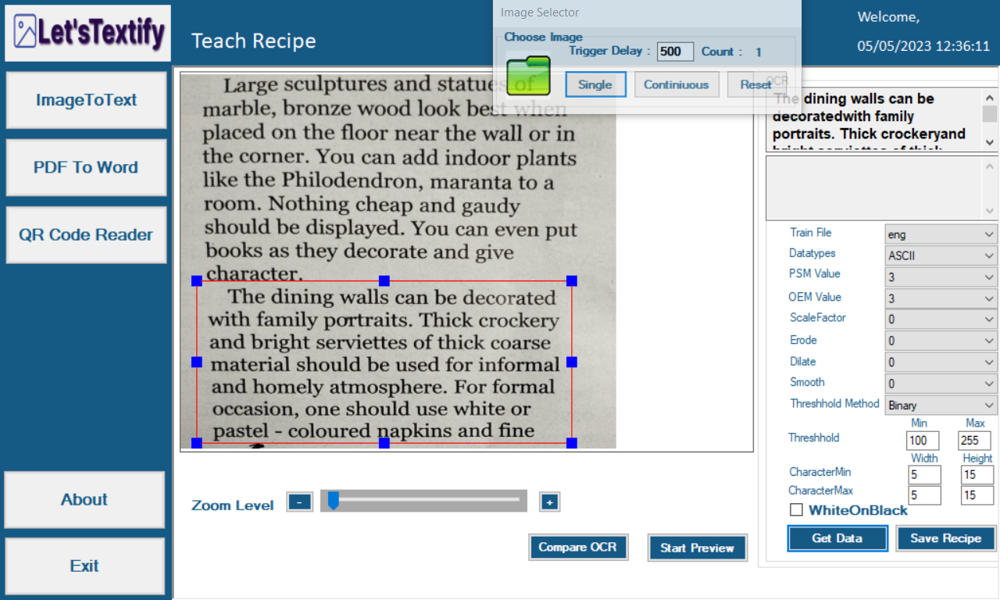 Let'sTextify
Teach Recipe
Image Selector
Choose Image
Trigger Delay : 500 Count : 1
Single Continiuous Reset
Welcome,
05/05/2023 12:36:11
ImageToText
PDF To Word
QR Code Reader
About
Exit
Large sculptures and statues of
marble, bronze wood look best when
placed on the floor near the wall or in
the corner. You can add indoor plants
like the Philodendron, maranta to a
room. Nothing cheap and gaudy
should be displayed. You can even put
books as they decorate and give
character.
The dining walls can be decorated
with family portraits. Thick crockery
and bright serviettes of thick coarse
material should be used for informal
and homely atmosphere. For formal
occasion, one should use white or
pastel - coloured napkins and fine
Zoom Level - +
Compare OCR Start Preview
OCR
The dining walls can be
decoratedwith family
portraits. Thick crockeryand
bright serviettes of thick
Train File eng
Datatypes ASCII
PSM Value 3
OEM Value 3
ScaleFactor 0
Erode 0
Dilate 0
Smooth 0
Threshhold Method Binary
Min Max
Threshhold 100 255
Width Height
CharacterMin 5 15
CharacterMax 5 15
WhiteOnBlack
Get Data Save Recipe